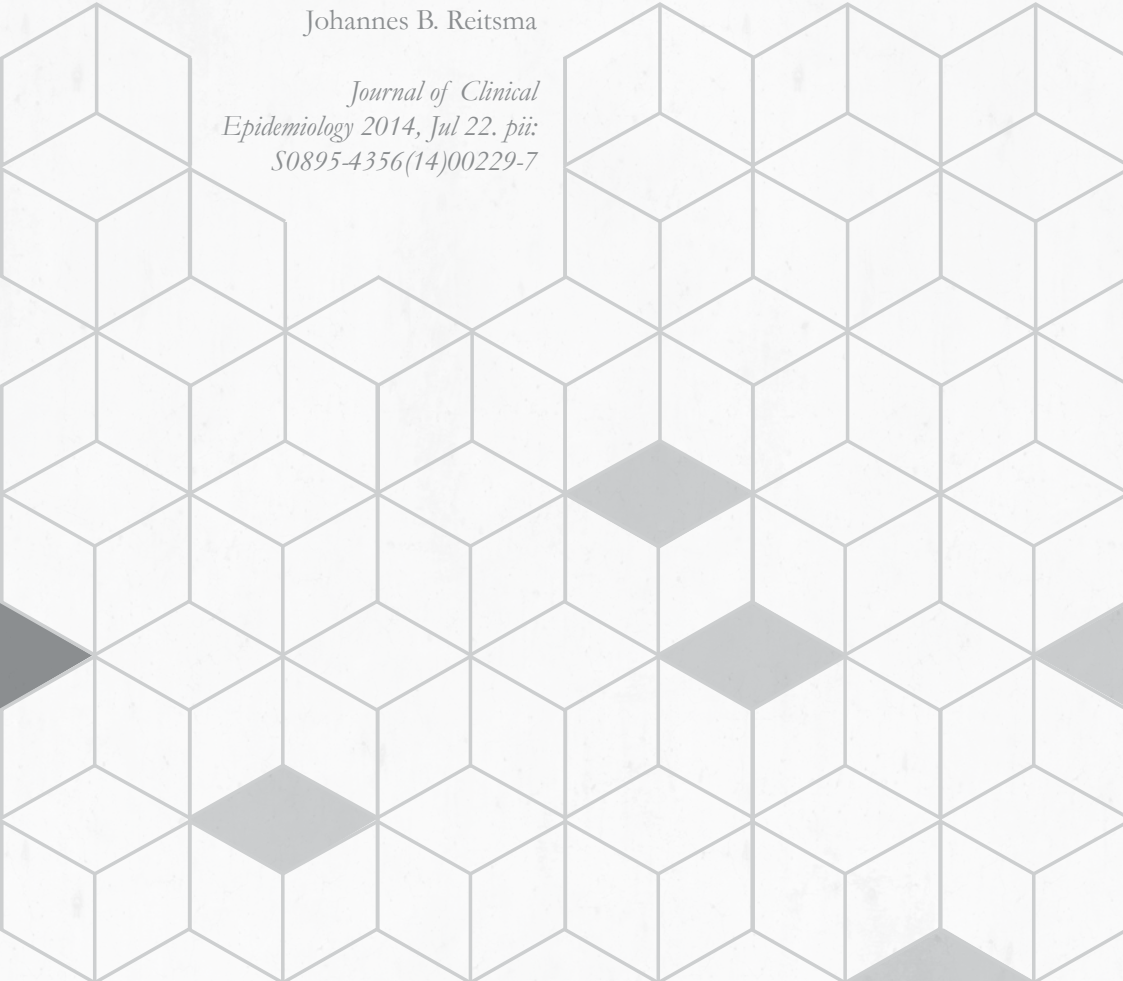 Johannes B. Reitsma
Journal of Clinical
Epidemiology 2014, Jul 22. pii:
S0895-4356(14)00229-7